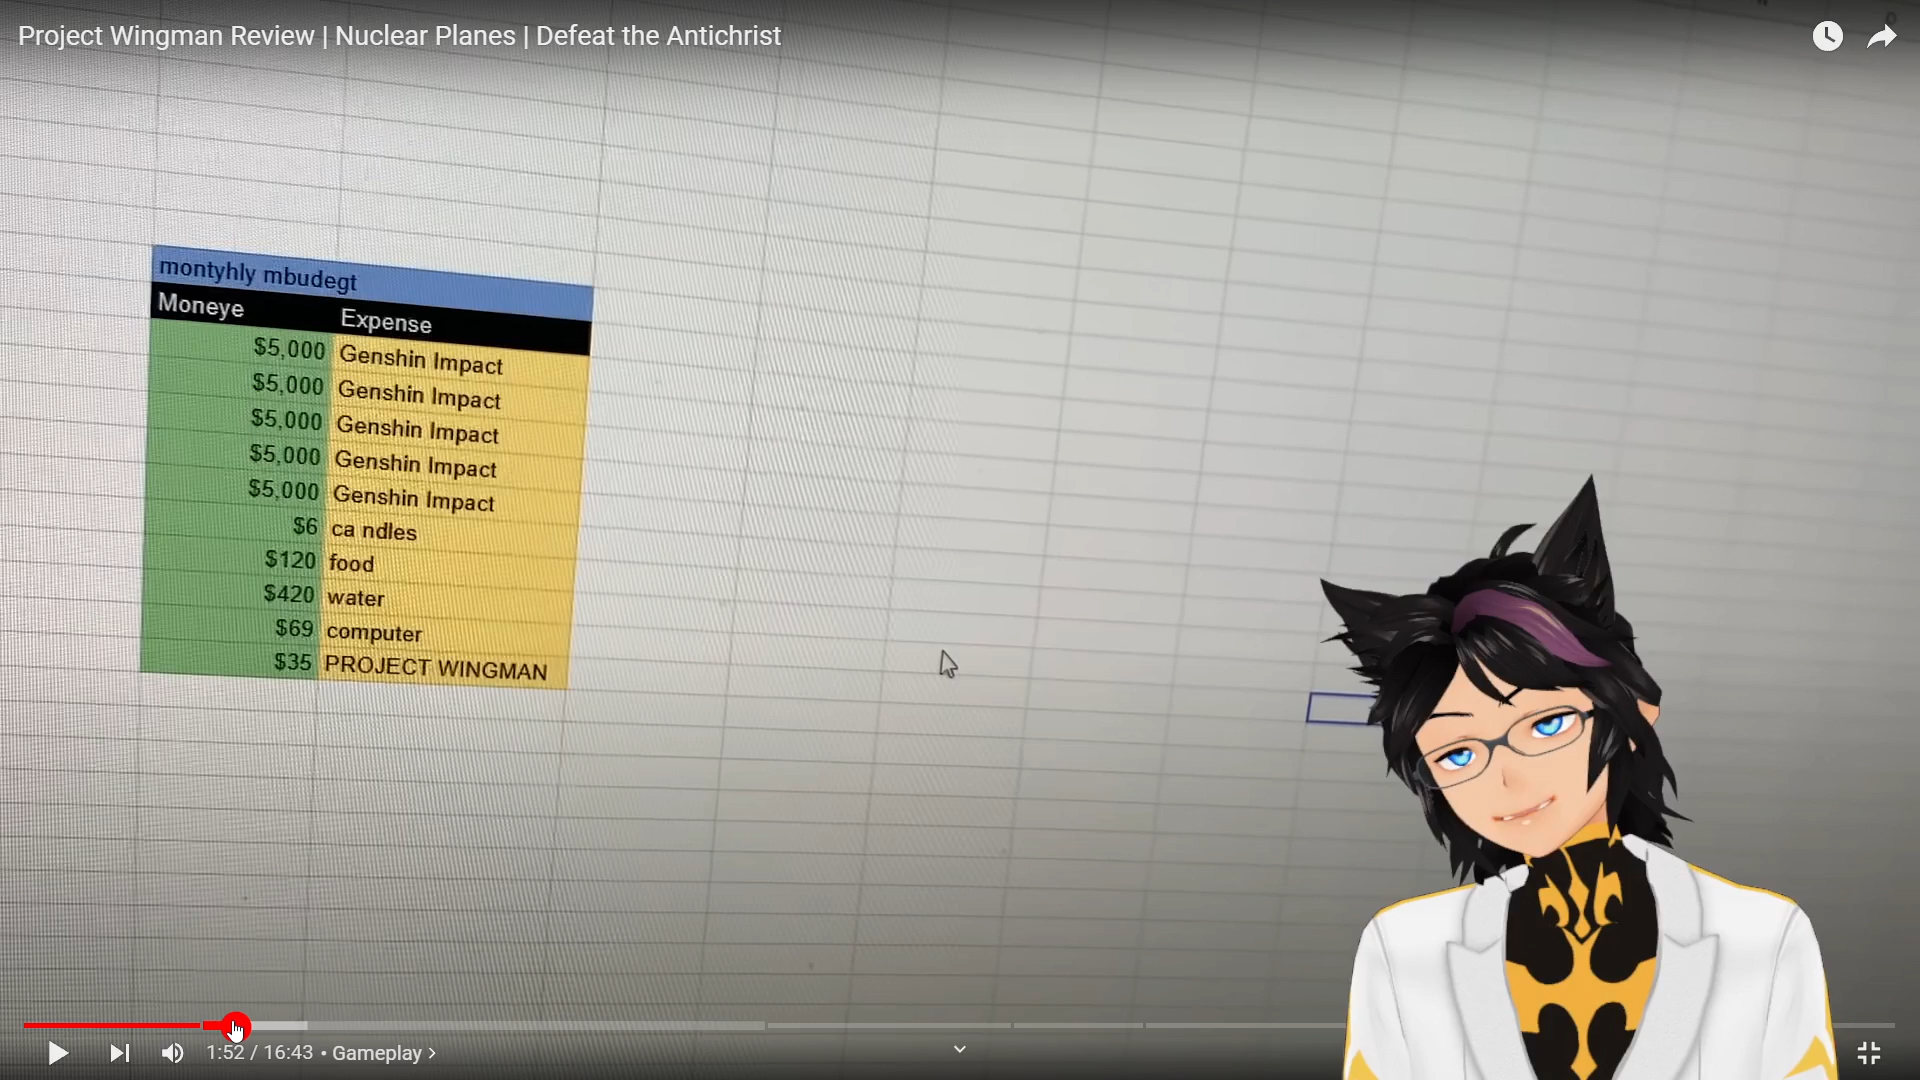 Project Wingman Review | Nuclear Planes | Defeat the Antichrist
montyhly mbudegt
Moneye Expense
$5,000 Genshin Impact
$5,000 Genshin Impact
$5,000 Genshin Impact
$5,000 Genshin Impact
$5,000 Genshin Impact
$6 ca ndles
$120 food
$420 water
$69 computer
$35 PROJECT WINGMAN
1:52 / 16:43 • Gameplay >